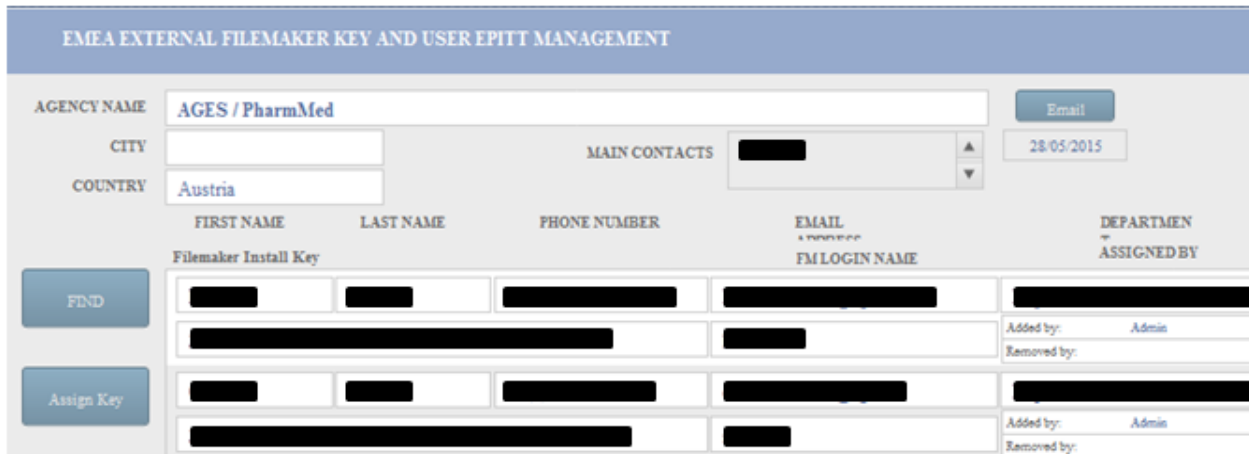 EMEA EXTERNAL FILEMAKER KEY AND USER EPITT MANAGEMENT
AGENCY NAME AGES / PharmMed Email
CITY MAIN CONTACTS 28/05/2015
COUNTRY Austria
FIRST NAME LAST NAME PHONE NUMBER EMAIL ADDRESS DEPARTMENT
Filemaker Install Key FM LOGIN NAME ASSIGNED BY
FIND
Added by: Admin
Removed by:
Assign Key
Added by: Admin
Removed by: